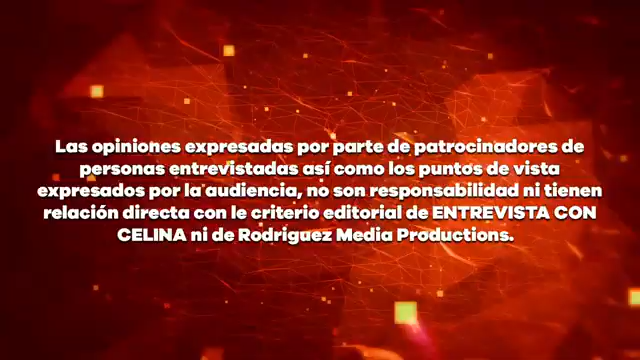 Las opiniones expresadas por parte de patrocinadores de
personas entrevistadas así como los puntos de vista
expresados por la audiencia, no son responsabilidad ni tienen
relación directa con le criterio editorial de ENTREVISTA CON
CELINA ni de Rodriguez Media Productions.